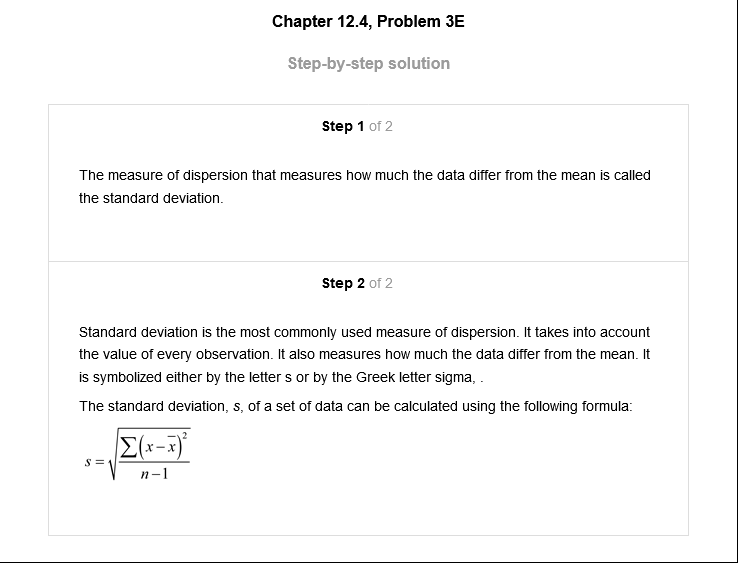 Chapter 12.4, Problem 3E
Step-by-step solution
Step 1 of 2
The measure of dispersion that measures how much the data differ from the mean is called
the standard deviation.
Step 2 of 2
Standard deviation is the most commonly used measure of dispersion. It takes into account
the value of every observation. It also measures how much the data differ from the mean. It
is symbolized either by the letter s or by the Greek letter sigma, .
The standard deviation, s, of a set of data can be calculated using the following formula:
s = √(∑(x − x̄)² / (n − 1))